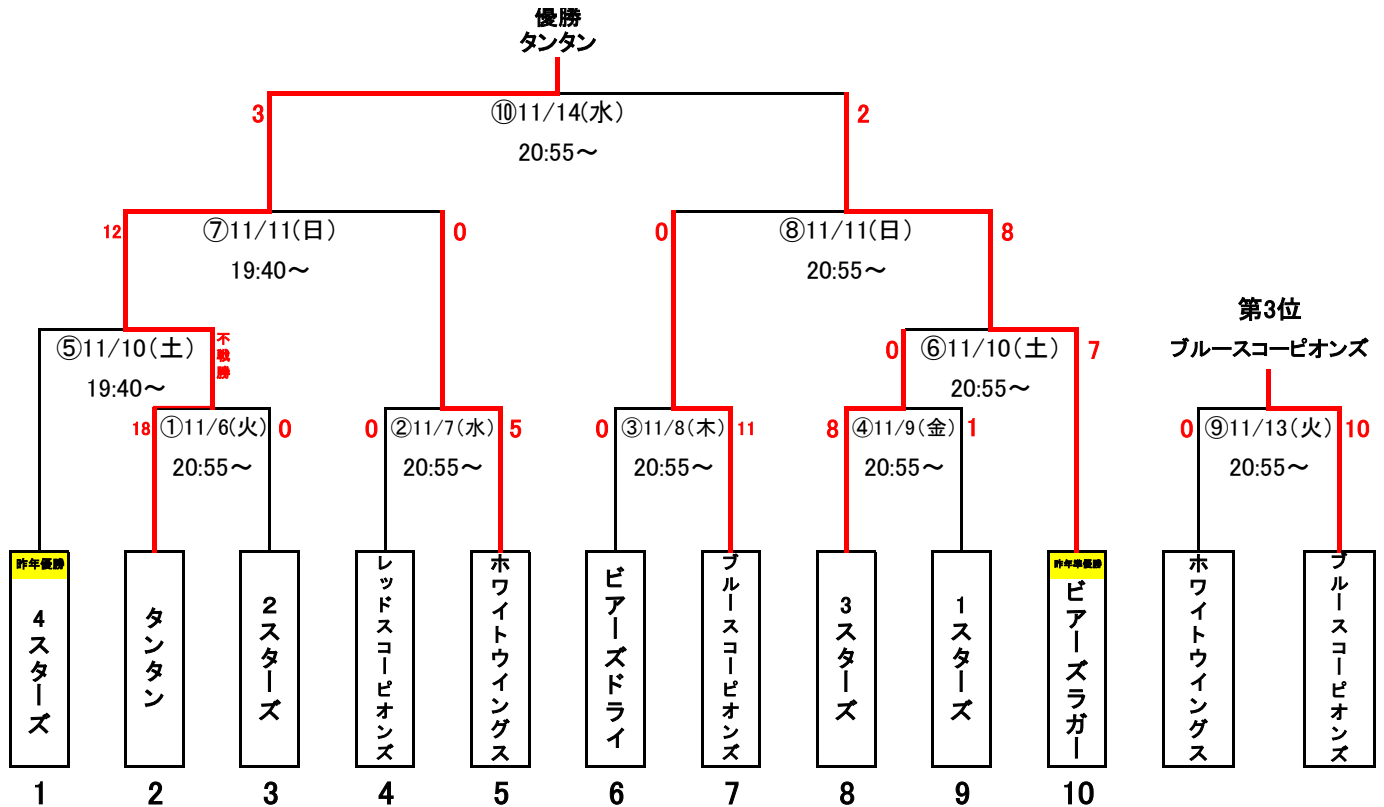 優勝
タンタン
3
⑩11/14(水)
2
20:55～
12
⑦11/11(日)
0
0
⑧11/11(日)
8
19:40～
20:55～
第3位
ブルースコーピオンズ
⑤11/10(土)
不戦勝
0
⑥11/10(土)
7
19:40～
20:55～
18
①11/6(火)
0
0
②11/7(水)
5
0
③11/8(木)
11
8
④11/9(金)
1
0
⑨11/13(火)
10
20:55～
20:55～
20:55～
20:55～
20:55～
昨年優勝
4スターズ
タンタン
2スターズ
レッドスコーピオンズ
ホワイトウイングス
ビアーズドライ
ブルースコーピオンズ
3スターズ
1スターズ
昨年準優勝
ビアーズラガー
ホワイトウイングス
ブルースコーピオンズ
1
2
3
4
5
6
7
8
9
10